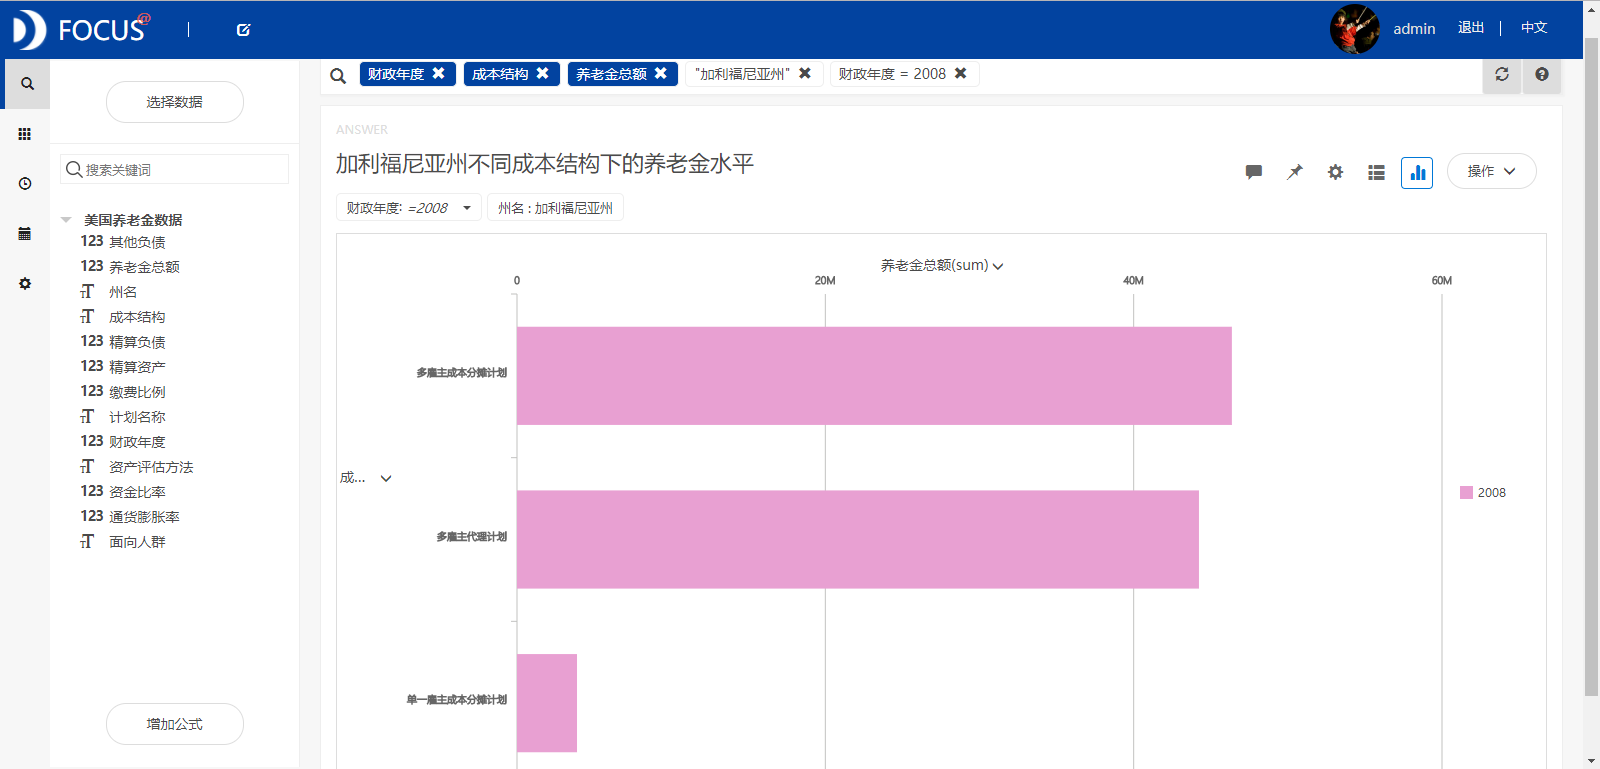 FOCUS@
admin
退出
中文
财政年度 ✖
成本结构 ✖
养老金总额 ✖
"加利福尼亚州" ✖
财政年度 = 2008 ✖
选择数据
搜索关键词
美国养老金数据
123 其他负债
123 养老金总额
T 州名
T 成本结构
123 精算负债
123 精算资产
123 缴费比例
T 计划名称
123 财政年度
T 资产评估方法
123 资金比率
123 通货膨胀率
T 面向人群
增加公式
ANSWER
加利福尼亚州不同成本结构下的养老金水平
操作
财政年度: =2008
州名 : 加利福尼亚州
养老金总额(sum)
0 20M 40M 60M
多雇主成本分摊计划
成...
多雇主代理计划
单一雇主成本分摊计划
2008